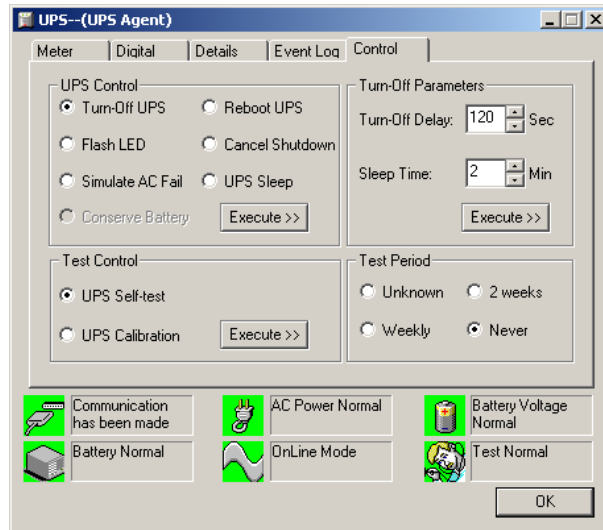 UPS--(UPS Agent)
Meter Digital Details Event Log Control
UPS Control
Turn-Off UPS Reboot UPS
Flash LED Cancel Shutdown
Simulate AC Fail UPS Sleep
Conserve Battery Execute >>
Turn-Off Parameters
Turn-Off Delay: 120 Sec
Sleep Time: 2 Min
Execute >>
Test Control
UPS Self-test
UPS Calibration Execute >>
Test Period
Unknown 2 weeks
Weekly Never
Communication
has been made
AC Power Normal
Battery Voltage
Normal
Battery Normal
OnLine Mode
Test Normal
OK